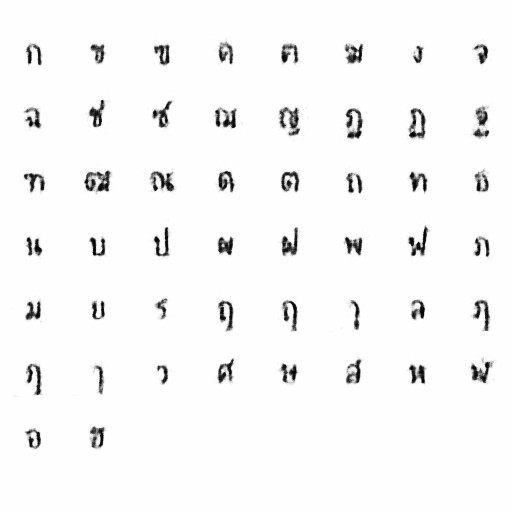 ก ข ฃ ค ฅ ฆ ง จ
ฉ ช ซ ฌ ญ ฎ ฏ ฐ
ฑ ฒ ณ ด ต ถ ท ธ
น บ ป ผ ฝ พ ฟ ภ
ม ย ร ฤ ฤ ๅ ล ฦ
ฦ ๅ ว ศ ษ ส ห ฬ
อ ฮ